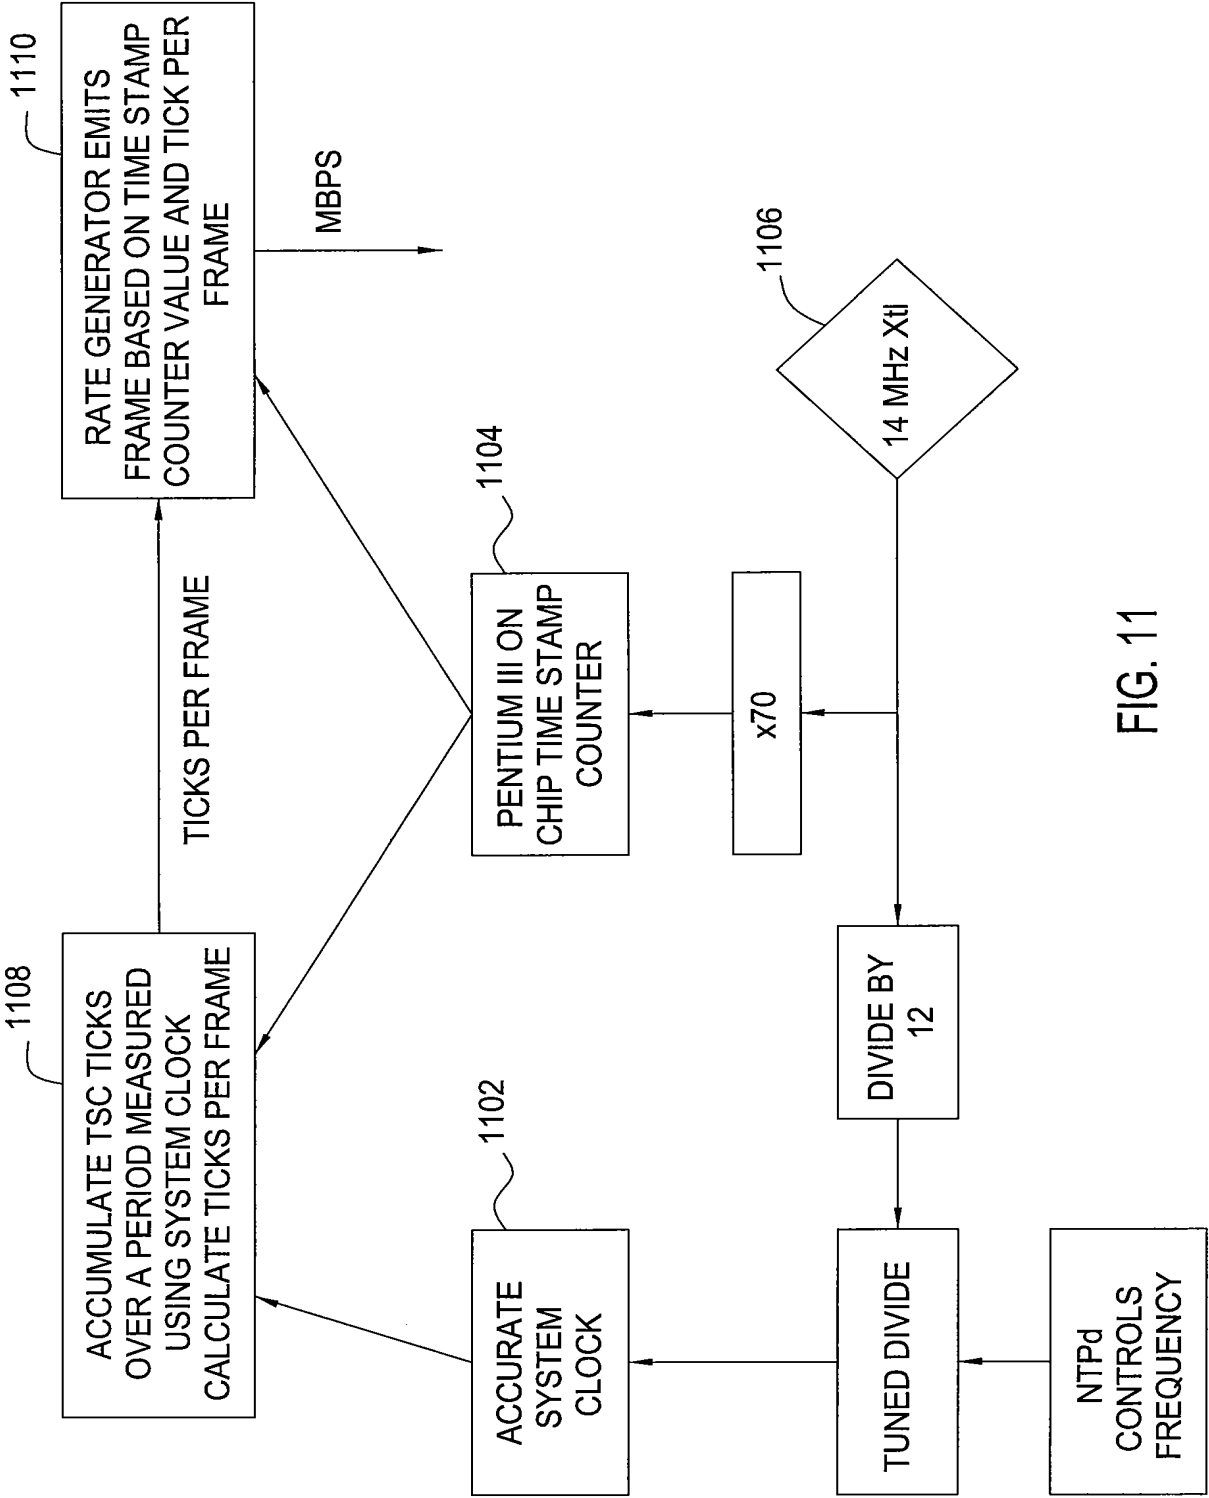 1108
ACCUMULATE TSC TICKS
OVER A PERIOD MEASURED
USING SYSTEM CLOCK
CALCULATE TICKS PER FRAME
TICKS PER FRAME
1110
RATE GENERATOR EMITS
FRAME BASED ON TIME STAMP
COUNTER VALUE AND TICK PER
FRAME
MBPS
1102
ACCURATE
SYSTEM
CLOCK
1104
PENTIUM III ON
CHIP TIME STAMP
COUNTER
x70
1106
14 MHz Xtl
TUNED DIVIDE
DIVIDE BY
12
NTPd
CONTROLS
FREQUENCY
FIG. 11